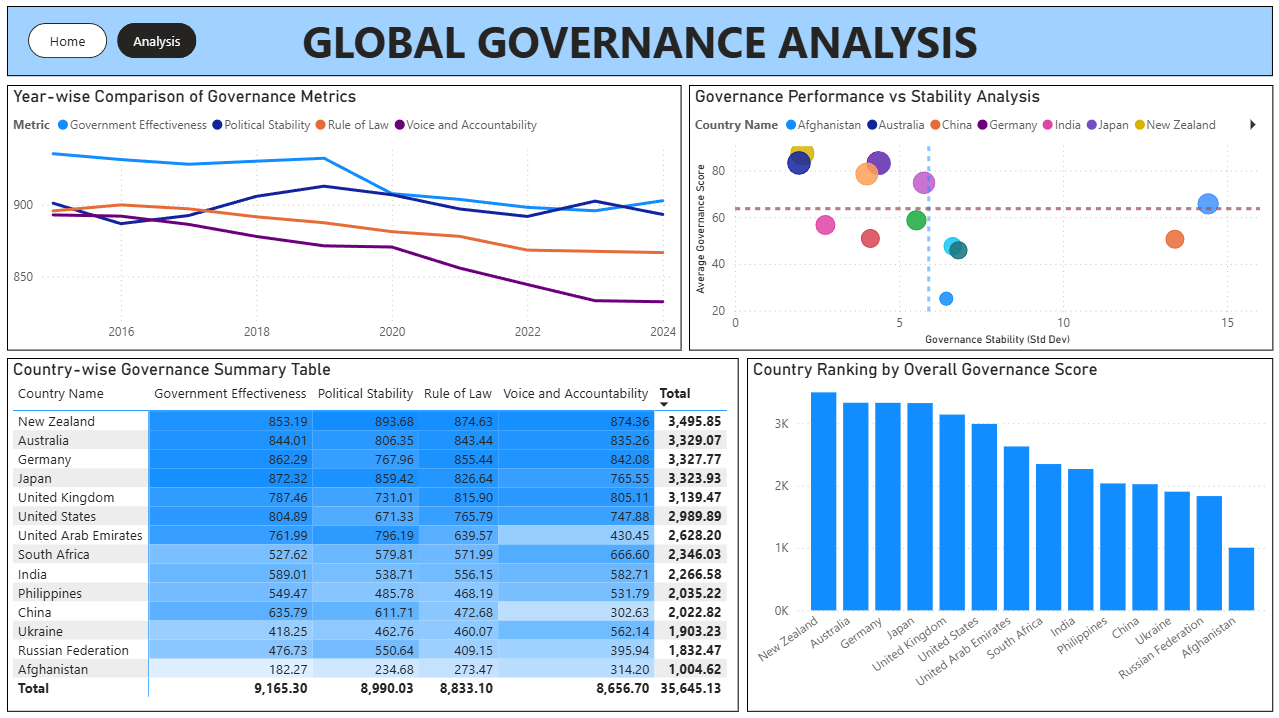 Home
Analysis
GLOBAL GOVERNANCE ANALYSIS
Year-wise Comparison of Governance Metrics
Metric Government Effectiveness Political Stability Rule of Law Voice and Accountability
900
850
2016 2018 2020 2022 2024
Governance Performance vs Stability Analysis
Country Name Afghanistan Australia China Germany India Japan New Zealand
Average Governance Score
80
60
40
20
0 5 10 15
Governance Stability (Std Dev)
Country-wise Governance Summary Table
Country Name Government Effectiveness Political Stability Rule of Law Voice and Accountability Total
New Zealand 853.19 893.68 874.63 874.36 3,495.85
Australia 844.01 806.35 843.44 835.26 3,329.07
Germany 862.29 767.96 855.44 842.08 3,327.77
Japan 872.32 859.42 826.64 765.55 3,323.93
United Kingdom 787.46 731.01 815.90 805.11 3,139.47
United States 804.89 671.33 765.79 747.88 2,989.89
United Arab Emirates 761.99 796.19 639.57 430.45 2,628.20
South Africa 527.62 579.81 571.99 666.60 2,346.03
India 589.01 538.71 556.15 582.71 2,266.58
Philippines 549.47 485.78 468.19 531.79 2,035.22
China 635.79 611.71 472.68 302.63 2,022.82
Ukraine 418.25 462.76 460.07 562.14 1,903.23
Russian Federation 476.73 550.64 409.15 395.94 1,832.47
Afghanistan 182.27 234.68 273.47 314.20 1,004.62
Total 9,165.30 8,990.03 8,833.10 8,656.70 35,645.13
Country Ranking by Overall Governance Score
3K
2K
1K
0K
New Zealand
Australia
Germany
Japan
United Kingdom
United States
United Arab Emirates
South Africa
India
Philippines
China
Ukraine
Russian Federation
Afghanistan